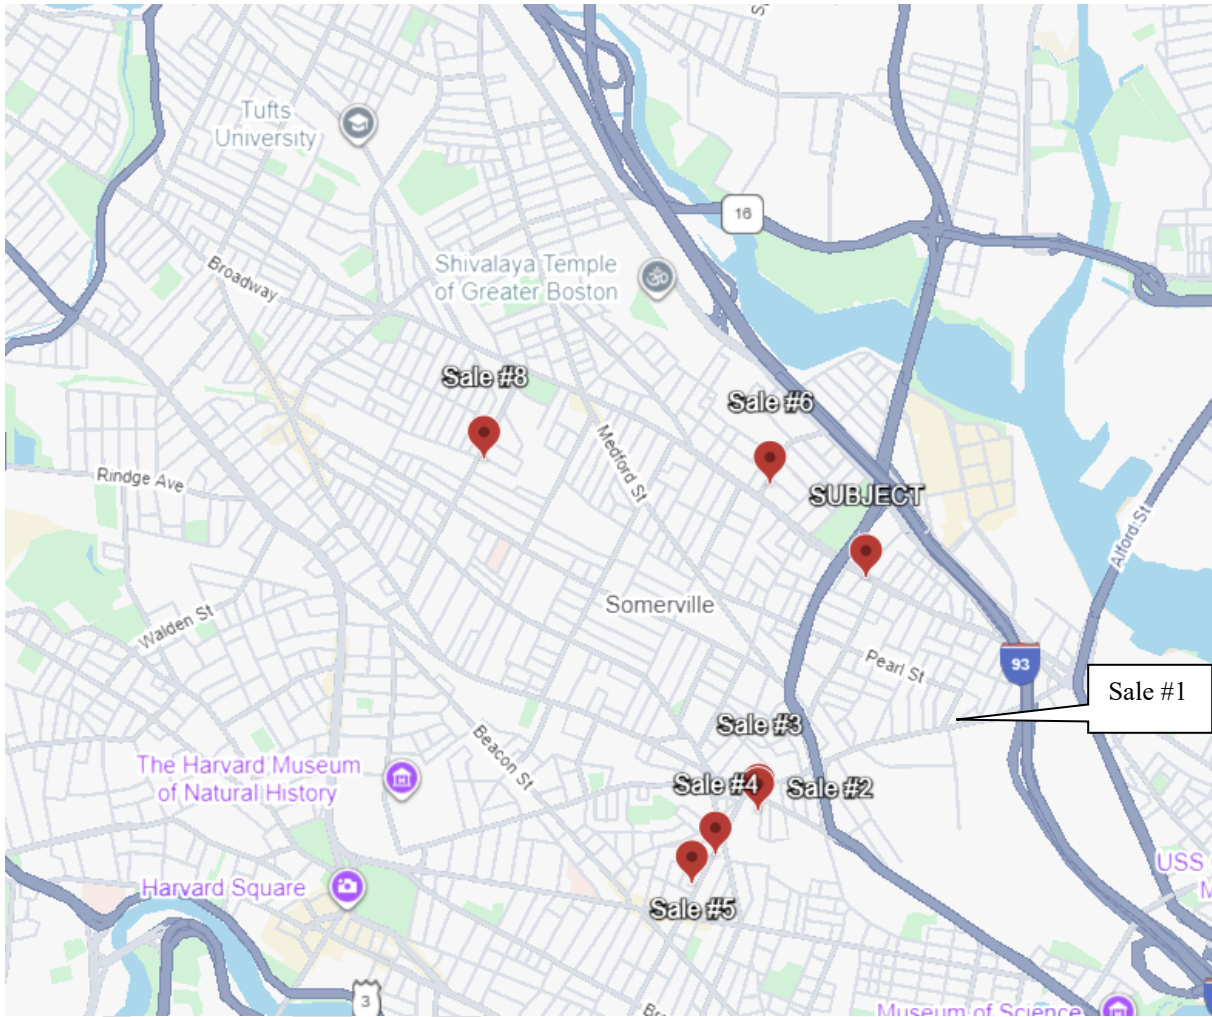 Tufts
University
16
Shivalaya Temple
of Greater Boston
Broadway
Sale #8
Sale #6
Medford St
Rindge Ave
SUBJECT
Alford St
Somerville
Walden St
Pearl St
93
Sale #1
Sale #3
Beacon St
The Harvard Museum
of Natural History
Sale #4
Sale #2
USS
Harvard Square
Sale #5
3
Museum of Science